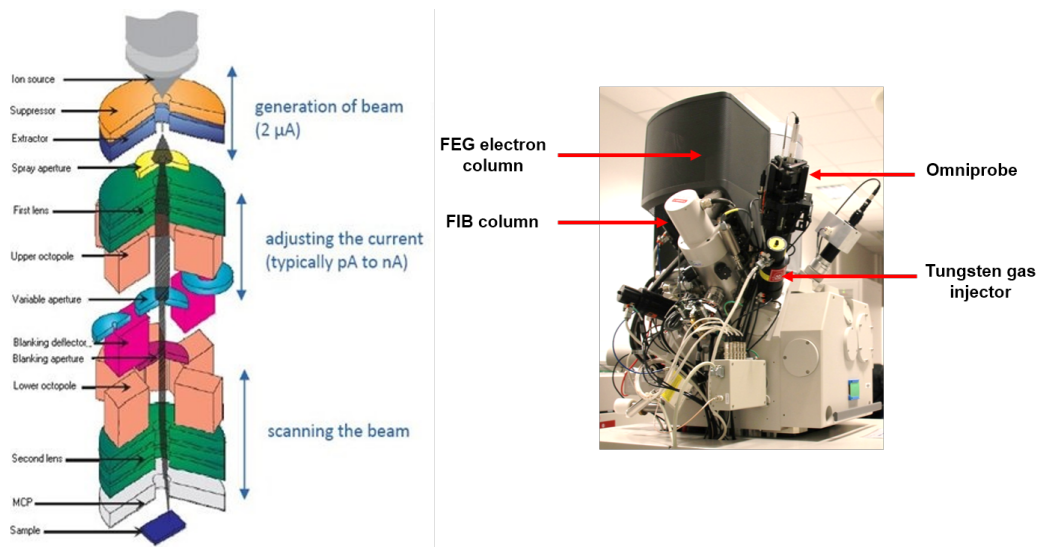 Ion source
Suppressor
Extractor
Spray aperture
First lens
Upper octopole
Variable aperture
Blanking deflector
Blanking aperture
Lower octopole
Second lens
MCP
Sample
generation of beam
(2 µA)
adjusting the current
(typically pA to nA)
scanning the beam
FEG electron
column
FIB column
Omniprobe
Tungsten gas
injector